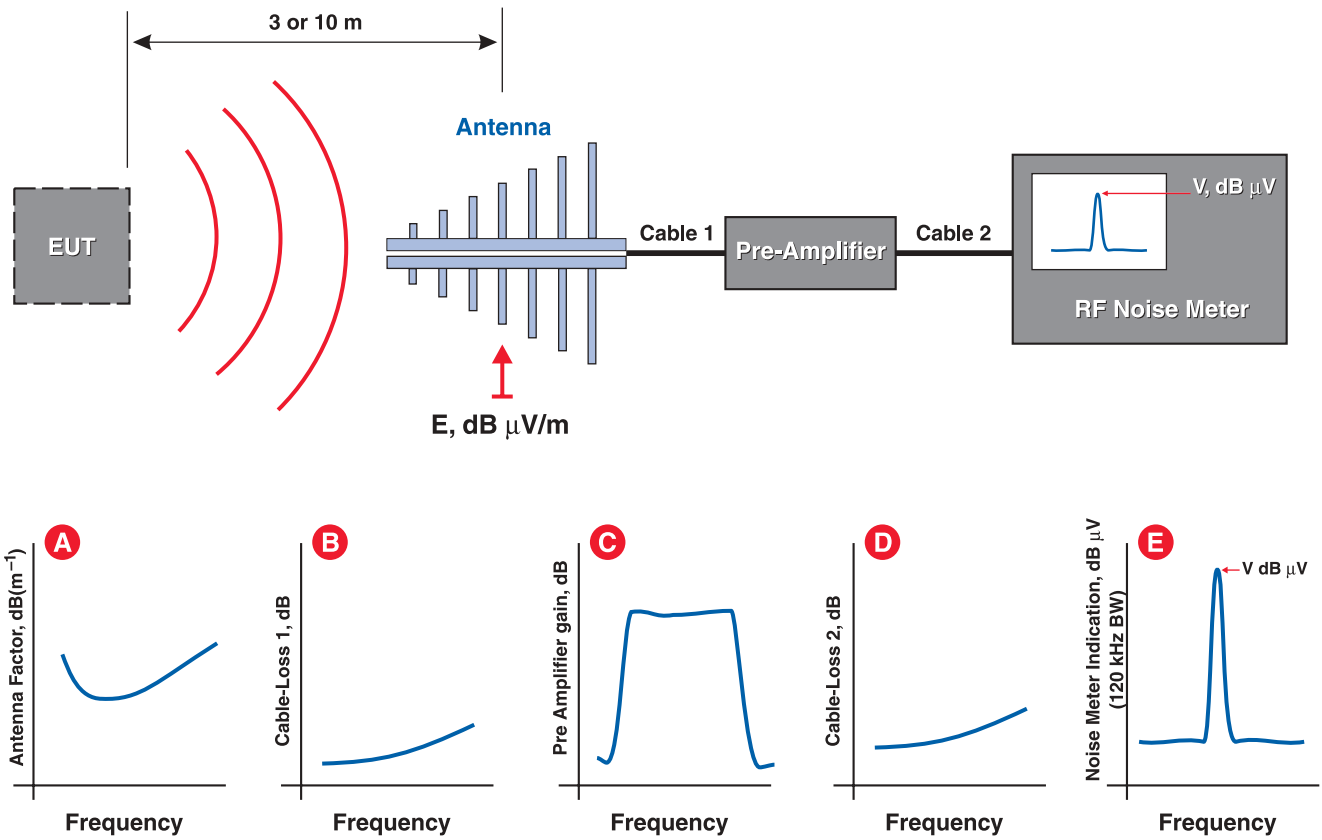 3 or 10 m
Antenna
EUT
Cable 1
Pre-Amplifier
Cable 2
V, dB μV
RF Noise Meter
E, dB μV/m
A
Antenna Factor, dB(m⁻¹)
Frequency
B
Cable-Loss 1, dB
Frequency
C
Pre Amplifier gain, dB
Frequency
D
Cable-Loss 2, dB
Frequency
E
Noise Meter Indication, dB μV
(120 kHz BW)
V dB μV
Frequency